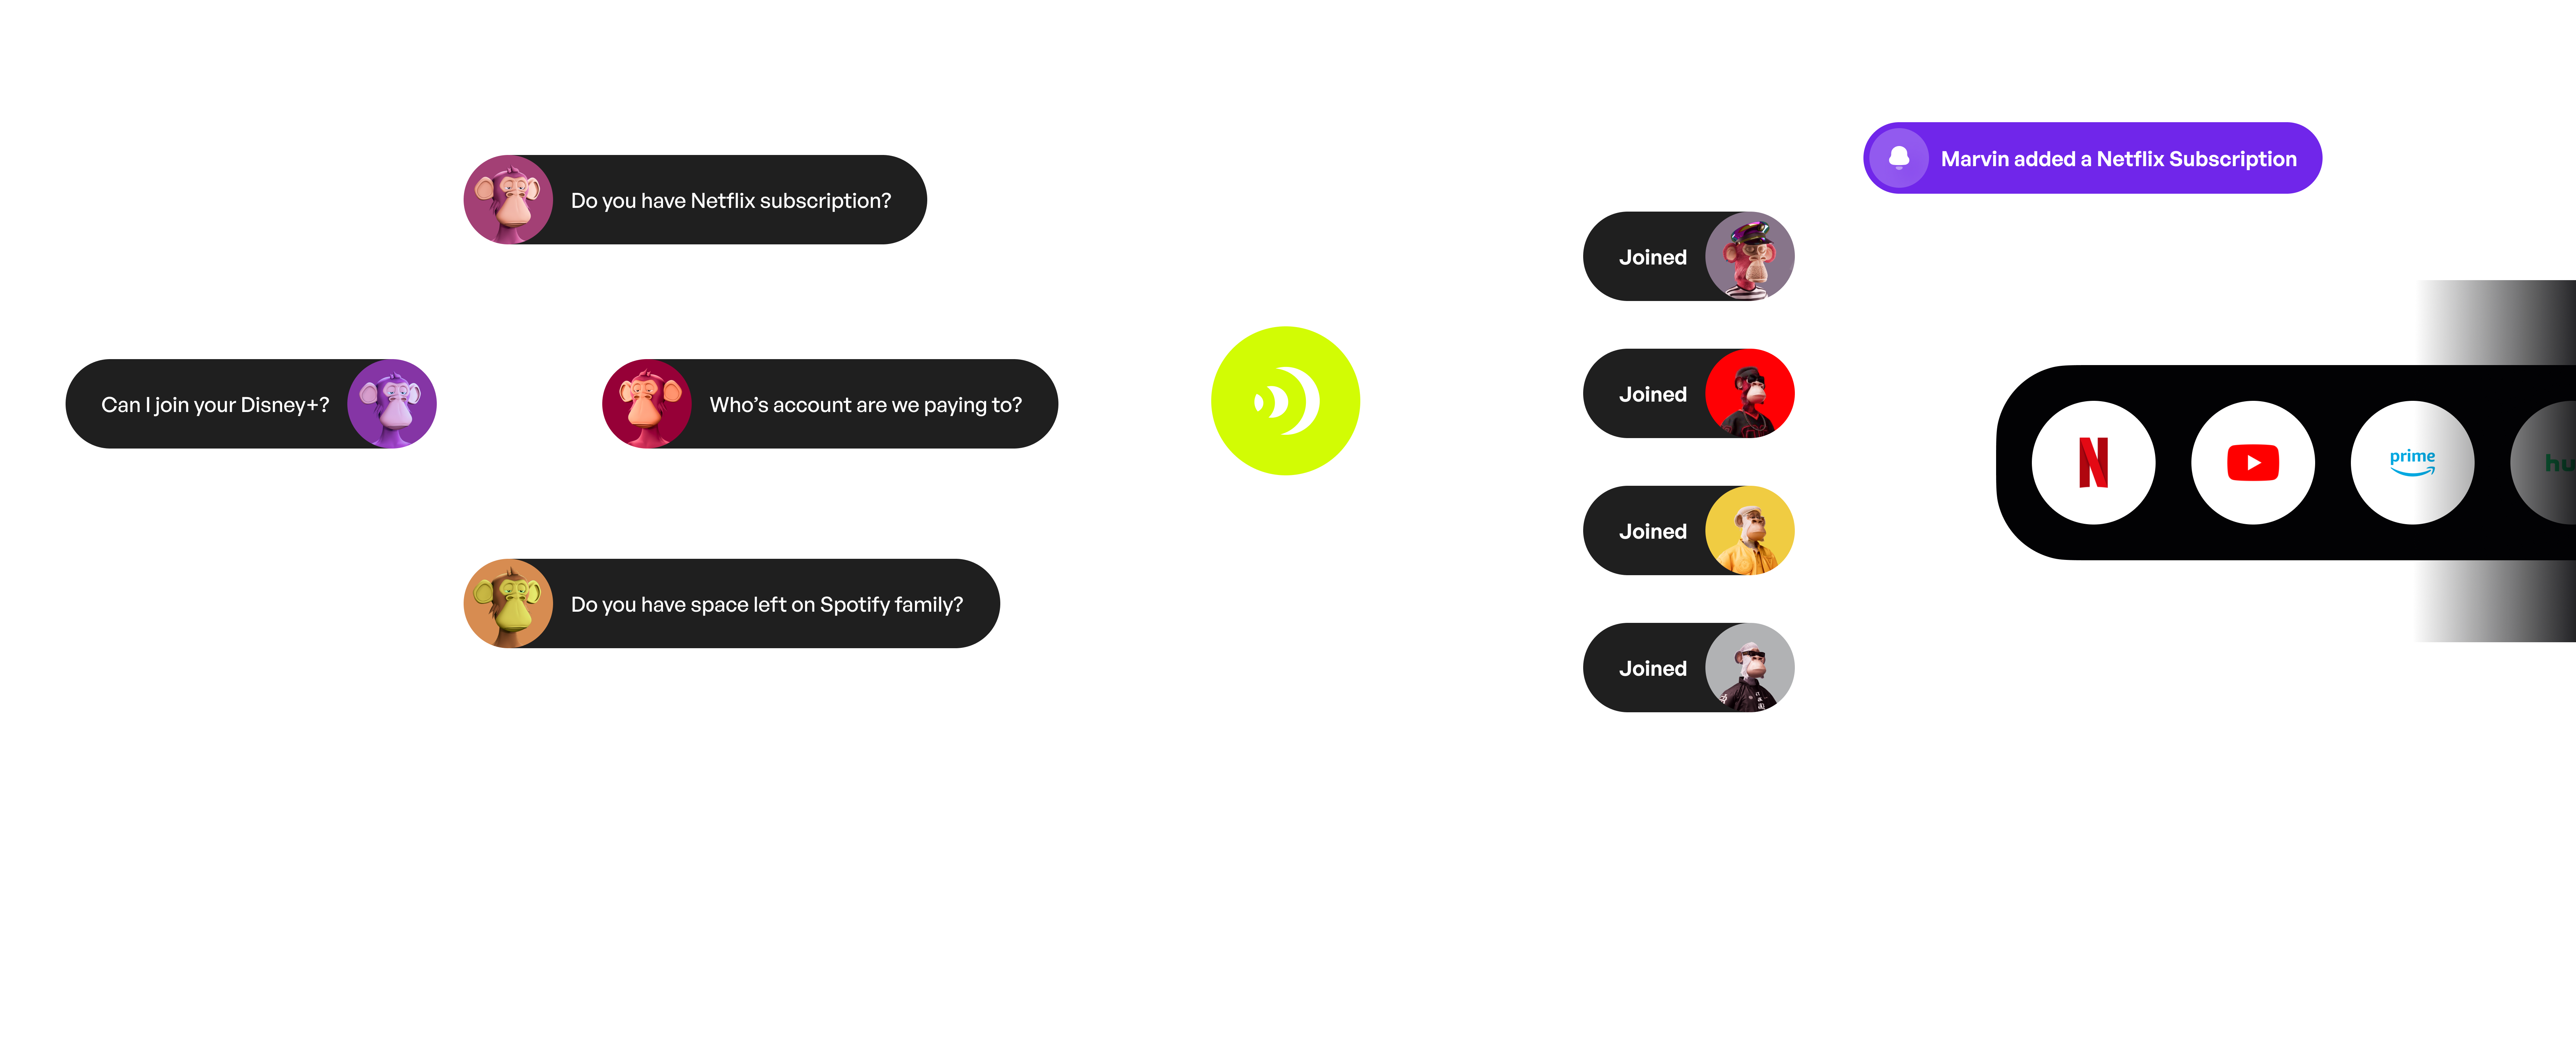 Marvin added a Netflix Subscription
Do you have Netflix subscription?
Joined
Can I join your Disney+?
Who’s account are we paying to?
Joined
prime
hu
Joined
Do you have space left on Spotify family?
Joined